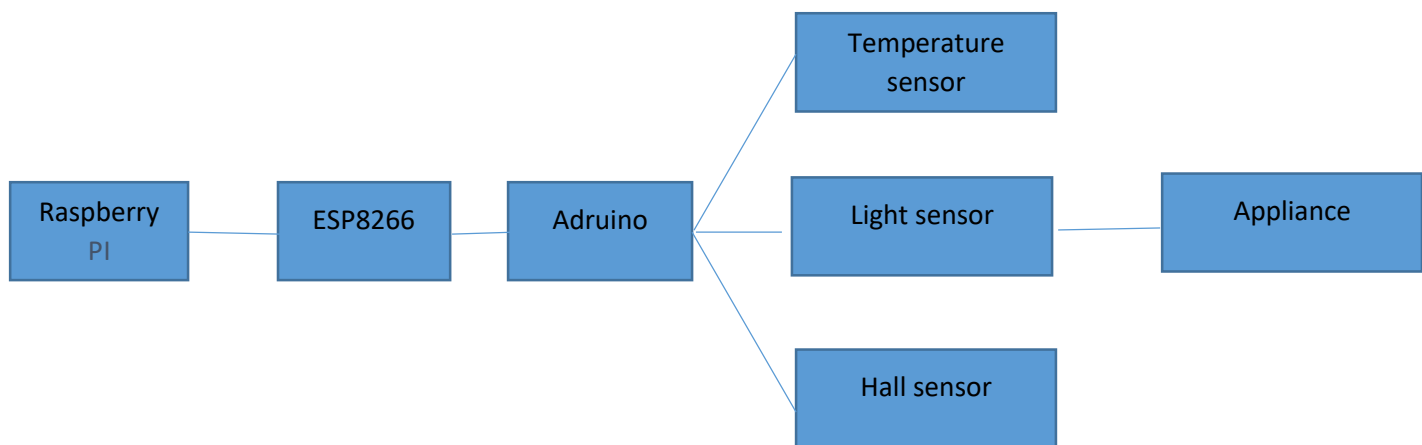 Temperature
sensor
Raspberry
PI
ESP8266
Adruino
Light sensor
Appliance
Hall sensor